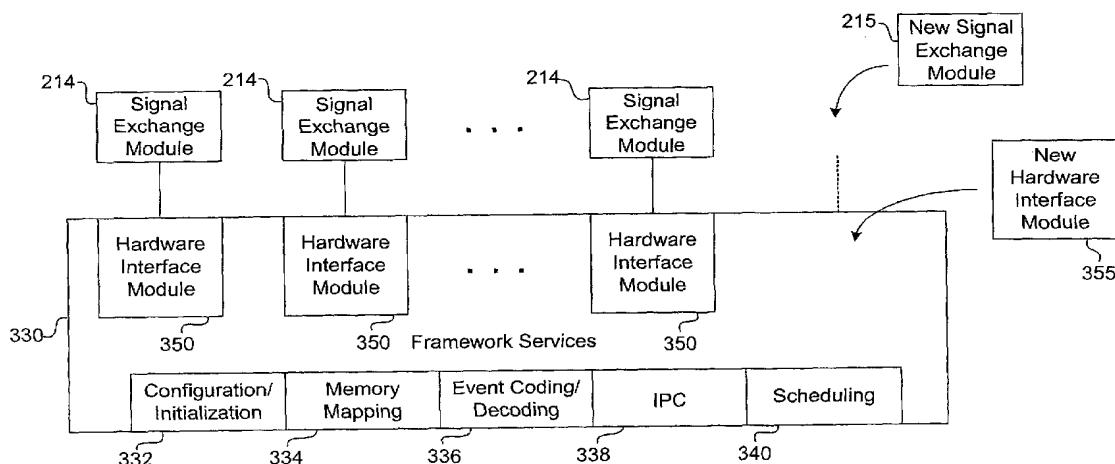 215
New Signal
Exchange
Module
214
Signal
Exchange
Module
214
Signal
Exchange
Module
. . .
214
Signal
Exchange
Module
New
Hardware
Interface
Module
355
Hardware
Interface
Module
350
Hardware
Interface
Module
350
. . .
Hardware
Interface
Module
350
330
Framework Services
Configuration/
Initialization
Memory
Mapping
Event Coding/
Decoding
IPC
Scheduling
332
334
336
338
340